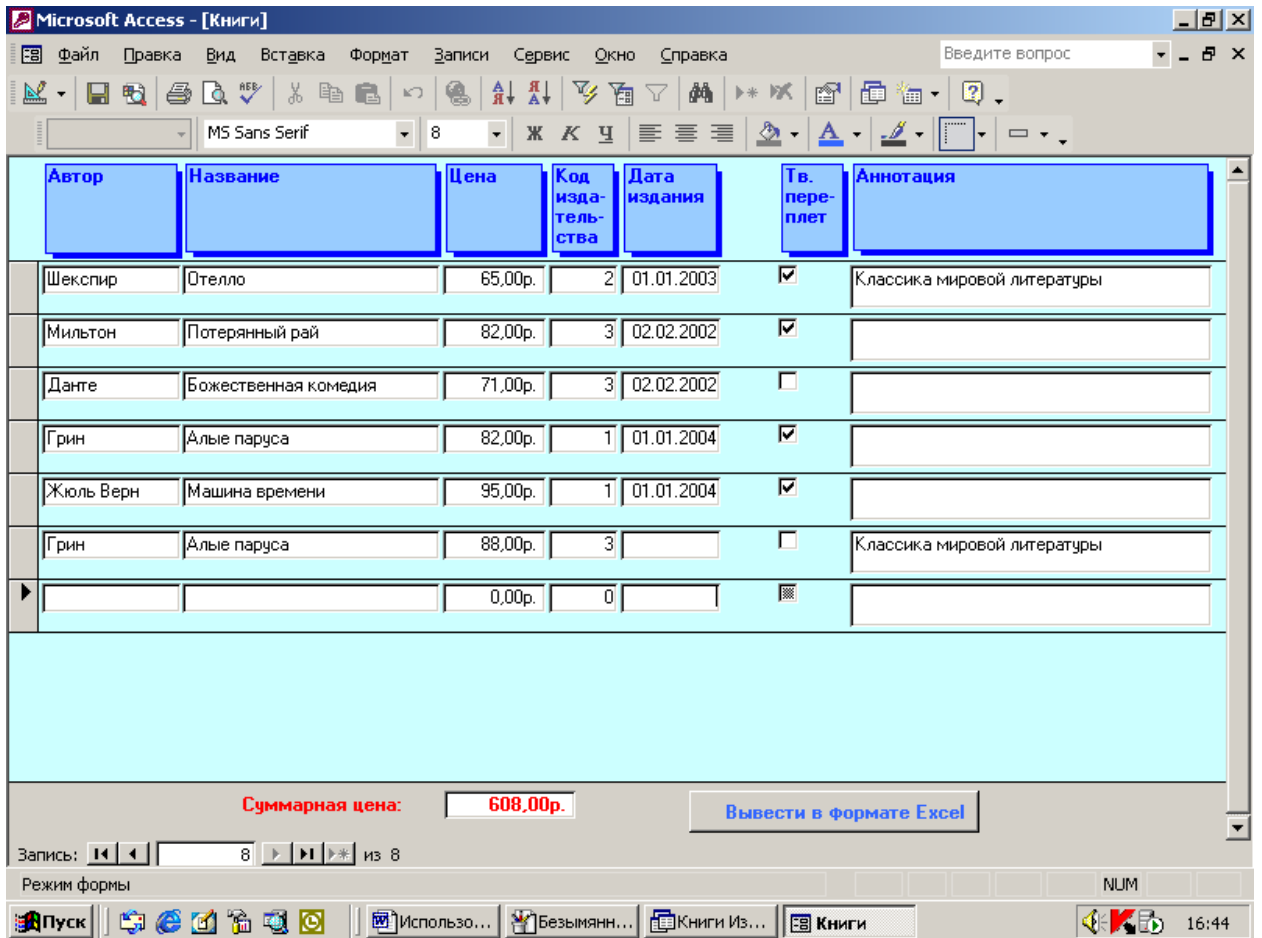 Microsoft Access - [Книги]
Файл Правка Вид Вставка Формат Записи Сервис Окно Справка Введите вопрос
MS Sans Serif 8 Ж К Ч
Автор Название Цена Код изда- тель- ства Дата издания Тв. пере- плет Аннотация
Шекспир Отелло 65,00р. 2 01.01.2003 Классика мировой литературы
Мильтон Потерянный рай 82,00р. 3 02.02.2002
Данте Божественная комедия 71,00р. 3 02.02.2002
Грин Алые паруса 82,00р. 1 01.01.2004
Жюль Верн Машина времени 95,00р. 1 01.01.2004
Грин Алые паруса 88,00р. 3 Классика мировой литературы
0,00р. 0
Суммарная цена: 608,00р. Вывести в формате Excel
Запись: 8 из 8
Режим формы NUM
Пуск Использо... Безымянн... Книги Из... Книги 16:44